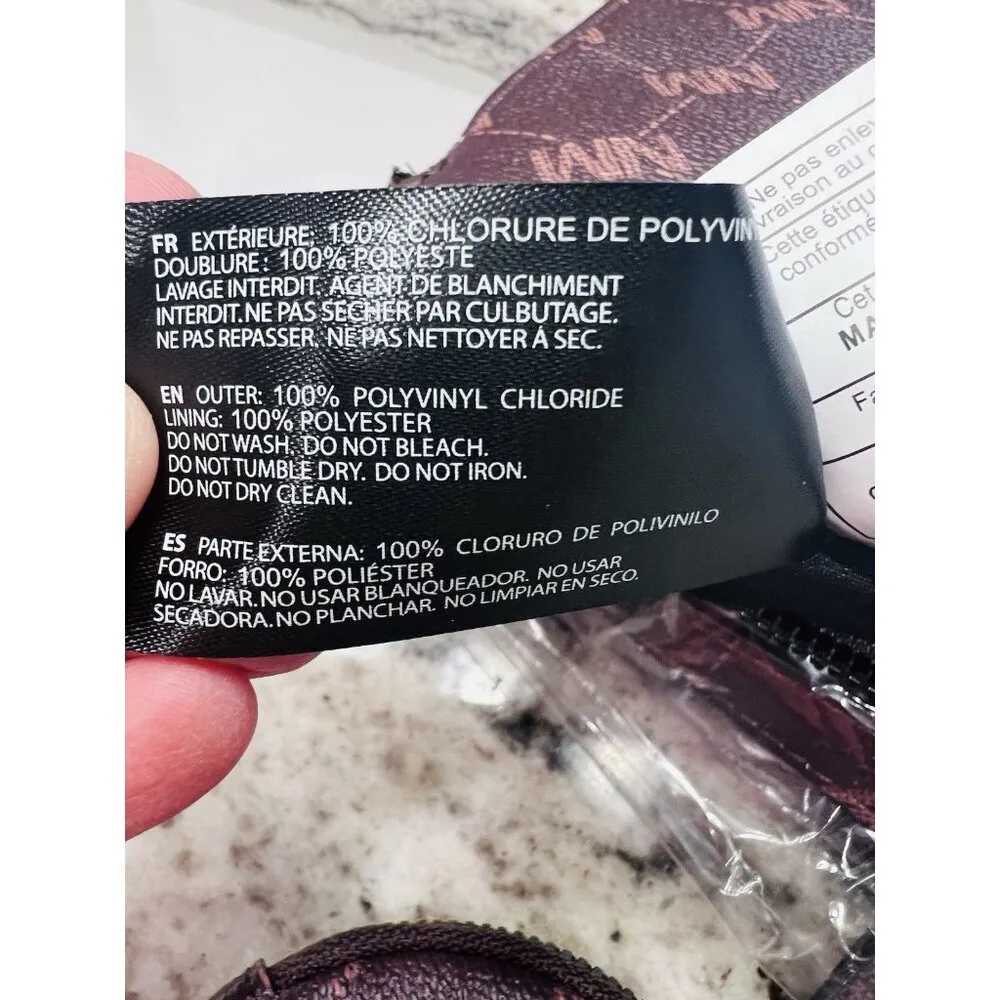 FR EXTÉRIEURE. 100% CHLORURE DE POLYVIN
DOUBLURE: 100% POLYESTE
LAVAGE INTERDIT. AGENT DE BLANCHIMENT
INTERDIT. NE PAS SECHER PAR CULBUTAGE.
NE PAS REPASSER. NE PAS NETTOYER Á SEC.
EN OUTER: 100% POLYVINYL CHLORIDE
LINING: 100% POLYESTER
DO NOT WASH. DO NOT BLEACH.
DO NOT TUMBLE DRY. DO NOT IRON.
DO NOT DRY CLEAN.
ES PARTE EXTERNA: 100% CLORURO DE POLIVINILO
FORRO: 100% POLIÉSTER
NO LAVAR. NO USAR BLANQUEADOR. NO USAR
SECADORA. NO PLANCHAR. NO LIMPIAR EN SECO.
Ne pas enlev
vraison au
Cette étiqu
conformé
Cet
MA
Fa